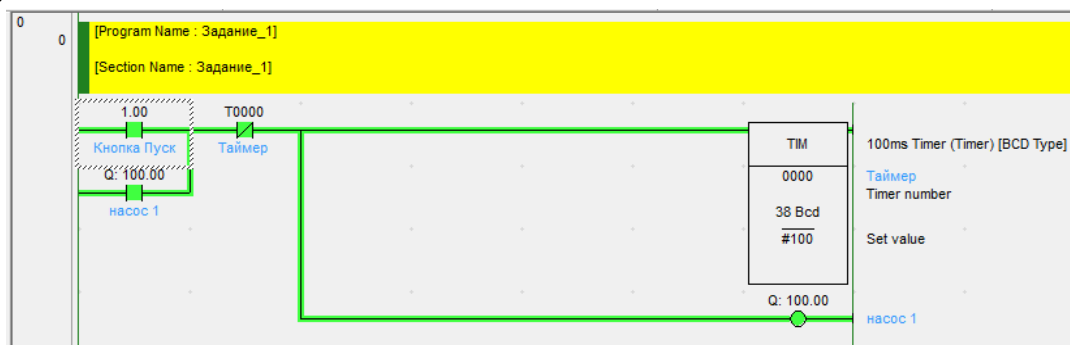 0
0
[Program Name : Задание_1]
[Section Name : Задание_1]
1.00
T0000
Кнопка Пуск
Таймер
TIM
100ms Timer (Timer) [BCD Type]
Q: 100.00
0000
Таймер
Timer number
насос 1
38 Bcd
#100
Set value
Q: 100.00
насос 1